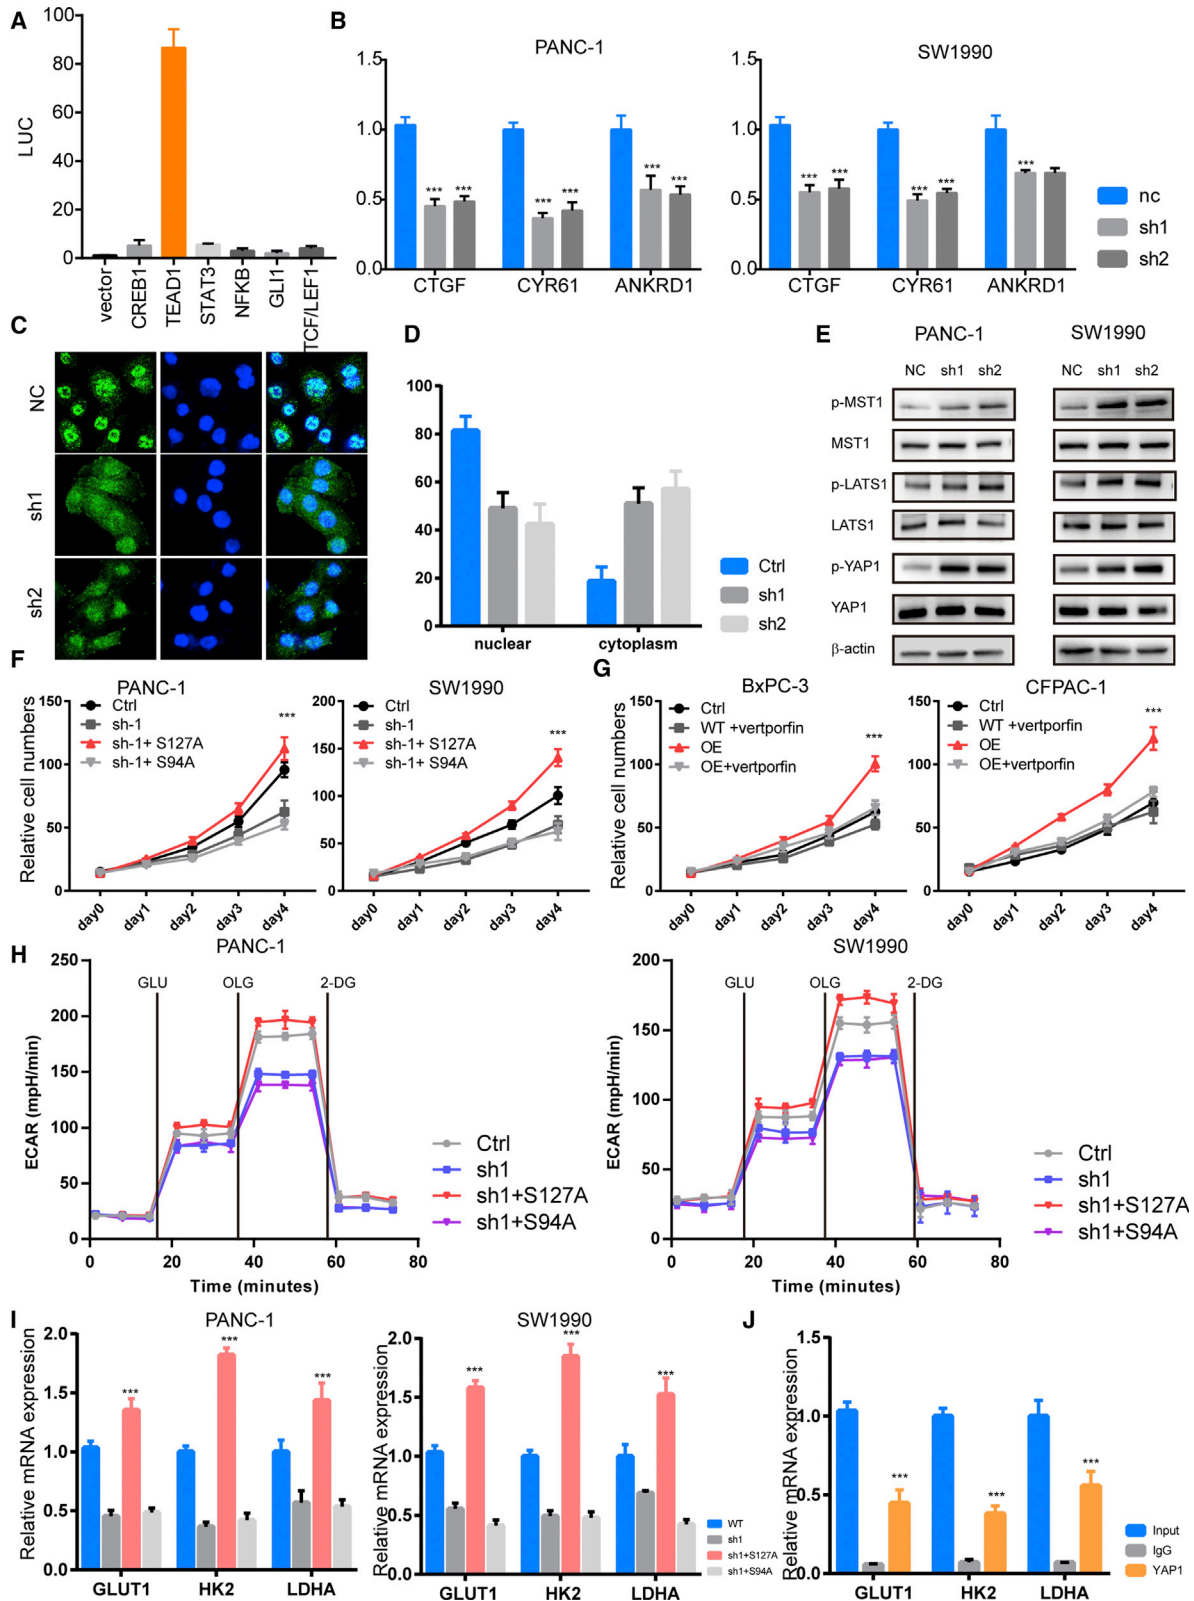 A
LUC
100
80
60
40
20
0
vector
CREB1
TEAD1
STAT3
NFKB
GLI1
TCF/LEF1
B
PANC-1
1.5
1.0
0.5
0.0
*** ***
*** ***
*** ***
CTGF CYR61 ANKRD1
SW1990
1.5
1.0
0.5
0.0
*** ***
*** ***
***
CTGF CYR61 ANKRD1
nc
sh1
sh2
C
NC
sh1
sh2
D
100
80
60
40
20
0
nuclear cytoplasm
Ctrl
sh1
sh2
E
PANC-1 SW1990
NC sh1 sh2 NC sh1 sh2
p-MST1
MST1
p-LATS1
LATS1
p-YAP1
YAP1
β-actin
F
PANC-1
Relative cell numbers
150
100
50
0
Ctrl
sh-1
sh-1+ S127A
sh-1+ S94A
***
day0 day1 day2 day3 day4
SW1990
200
150
100
50
0
Ctrl
sh-1
sh-1+ S127A
sh-1+ S94A
***
day0 day1 day2 day3 day4
G
BxPC-3
Relative cell numbers
150
100
50
0
Ctrl
WT +vertporfin
OE
OE+vertporfin
***
day0 day1 day2 day3 day4
CFPAC-1
150
100
50
0
Ctrl
WT +vertporfin
OE
OE+vertporfin
***
day0 day1 day2 day3 day4
H
PANC-1
ECAR (mpH/min)
250
200
150
100
50
0
GLU OLG 2-DG
0 20 40 60 80
Time (minutes)
Ctrl
sh1
sh1+S127A
sh1+S94A
SW1990
ECAR (mpH/min)
200
150
100
50
0
GLU OLG 2-DG
0 20 40 60 80
Time (minutes)
Ctrl
sh1
sh1+S127A
sh1+S94A
I
PANC-1
Relative mRNA expression
2.0
1.5
1.0
0.5
0.0
***
***
***
GLUT1 HK2 LDHA
SW1990
Relative mRNA expression
2.0
1.5
1.0
0.5
0.0
***
***
***
GLUT1 HK2 LDHA
WT
sh1
sh1+S127A
sh1+S94A
J
Relative mRNA expression
1.5
1.0
0.5
0.0
***
***
***
GLUT1 HK2 LDHA
Input
IgG
YAP1